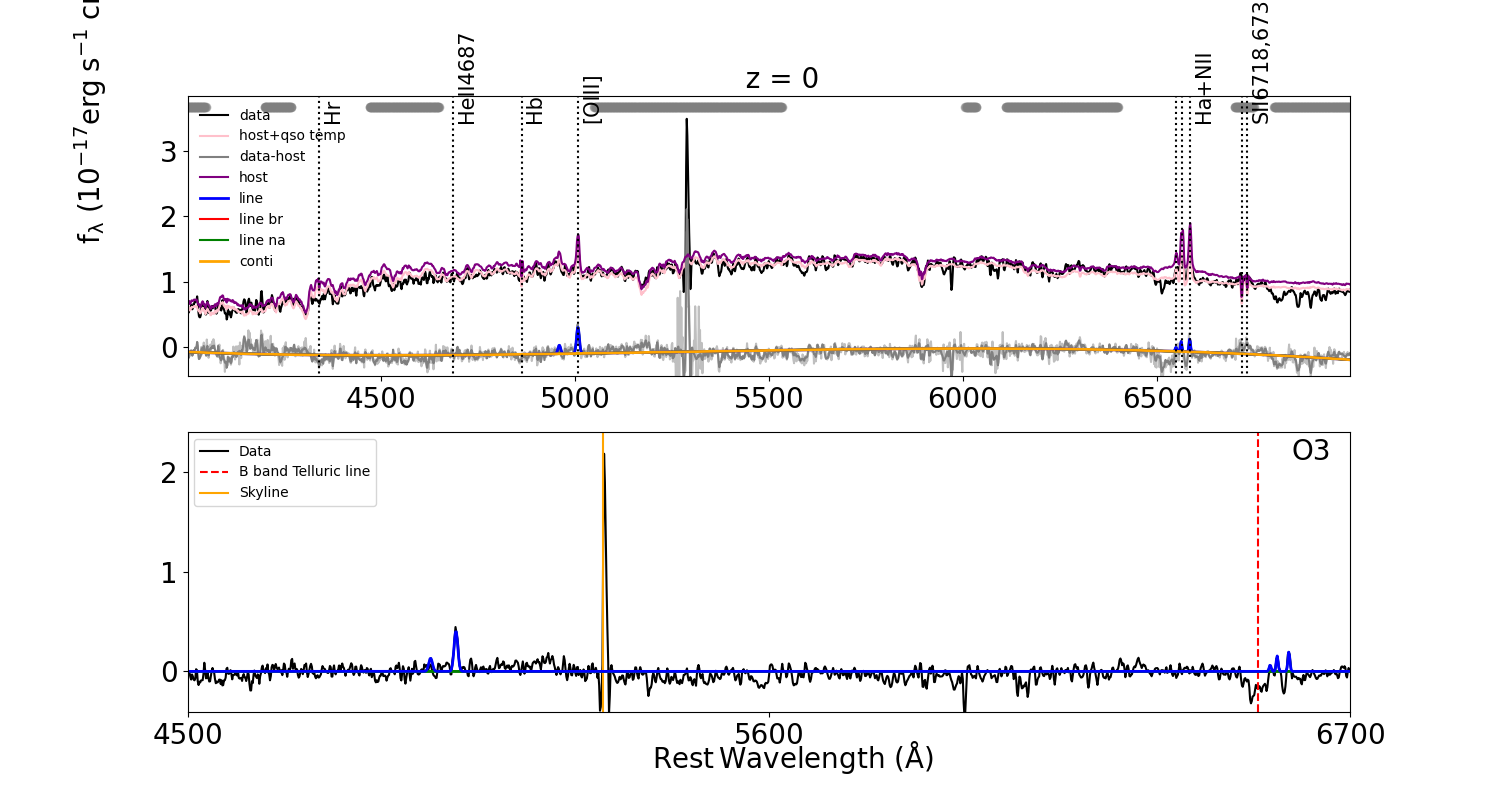 f_λ (10^−17 erg s^−1 c
z = 0
Hr
HeII4687
Hb
[OIII]
Ha+NII
SII6718,673
data
host+qso temp
data-host
host
line
line br
line na
conti
3
2
1
0
4500 5000 5500 6000 6500
Data
B band Telluric line
Skyline
O3
2
1
0
4500 5600 6700
Rest Wavelength (Å)